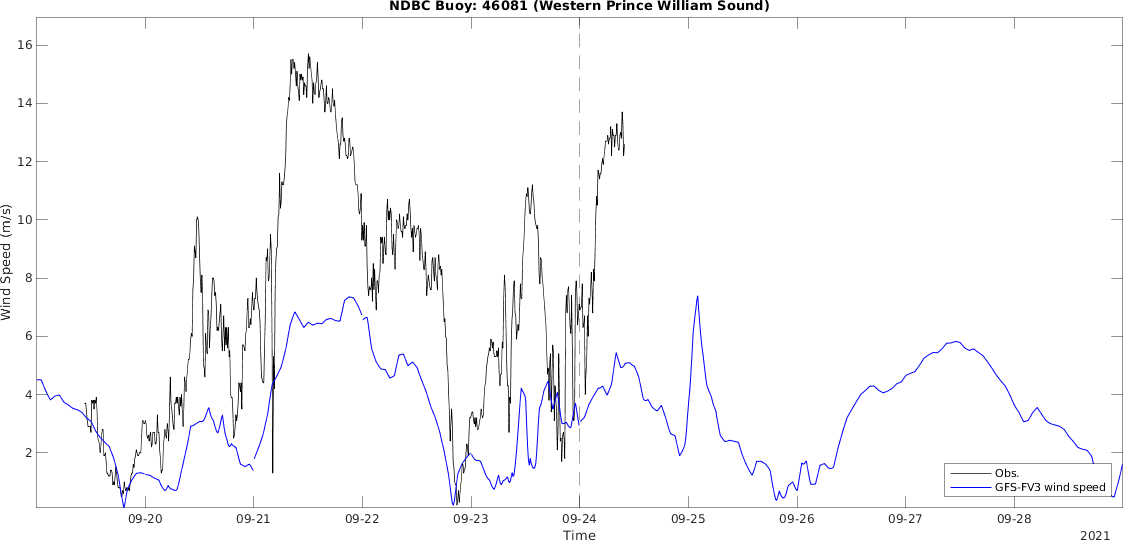 NDBC Buoy: 46081 (Western Prince William Sound)
16
14
12
10
8
6
4
2
Wind Speed (m/s)
Obs.
GFS-FV3 wind speed
09-20 09-21 09-22 09-23 09-24 09-25 09-26 09-27 09-28
Time
2021